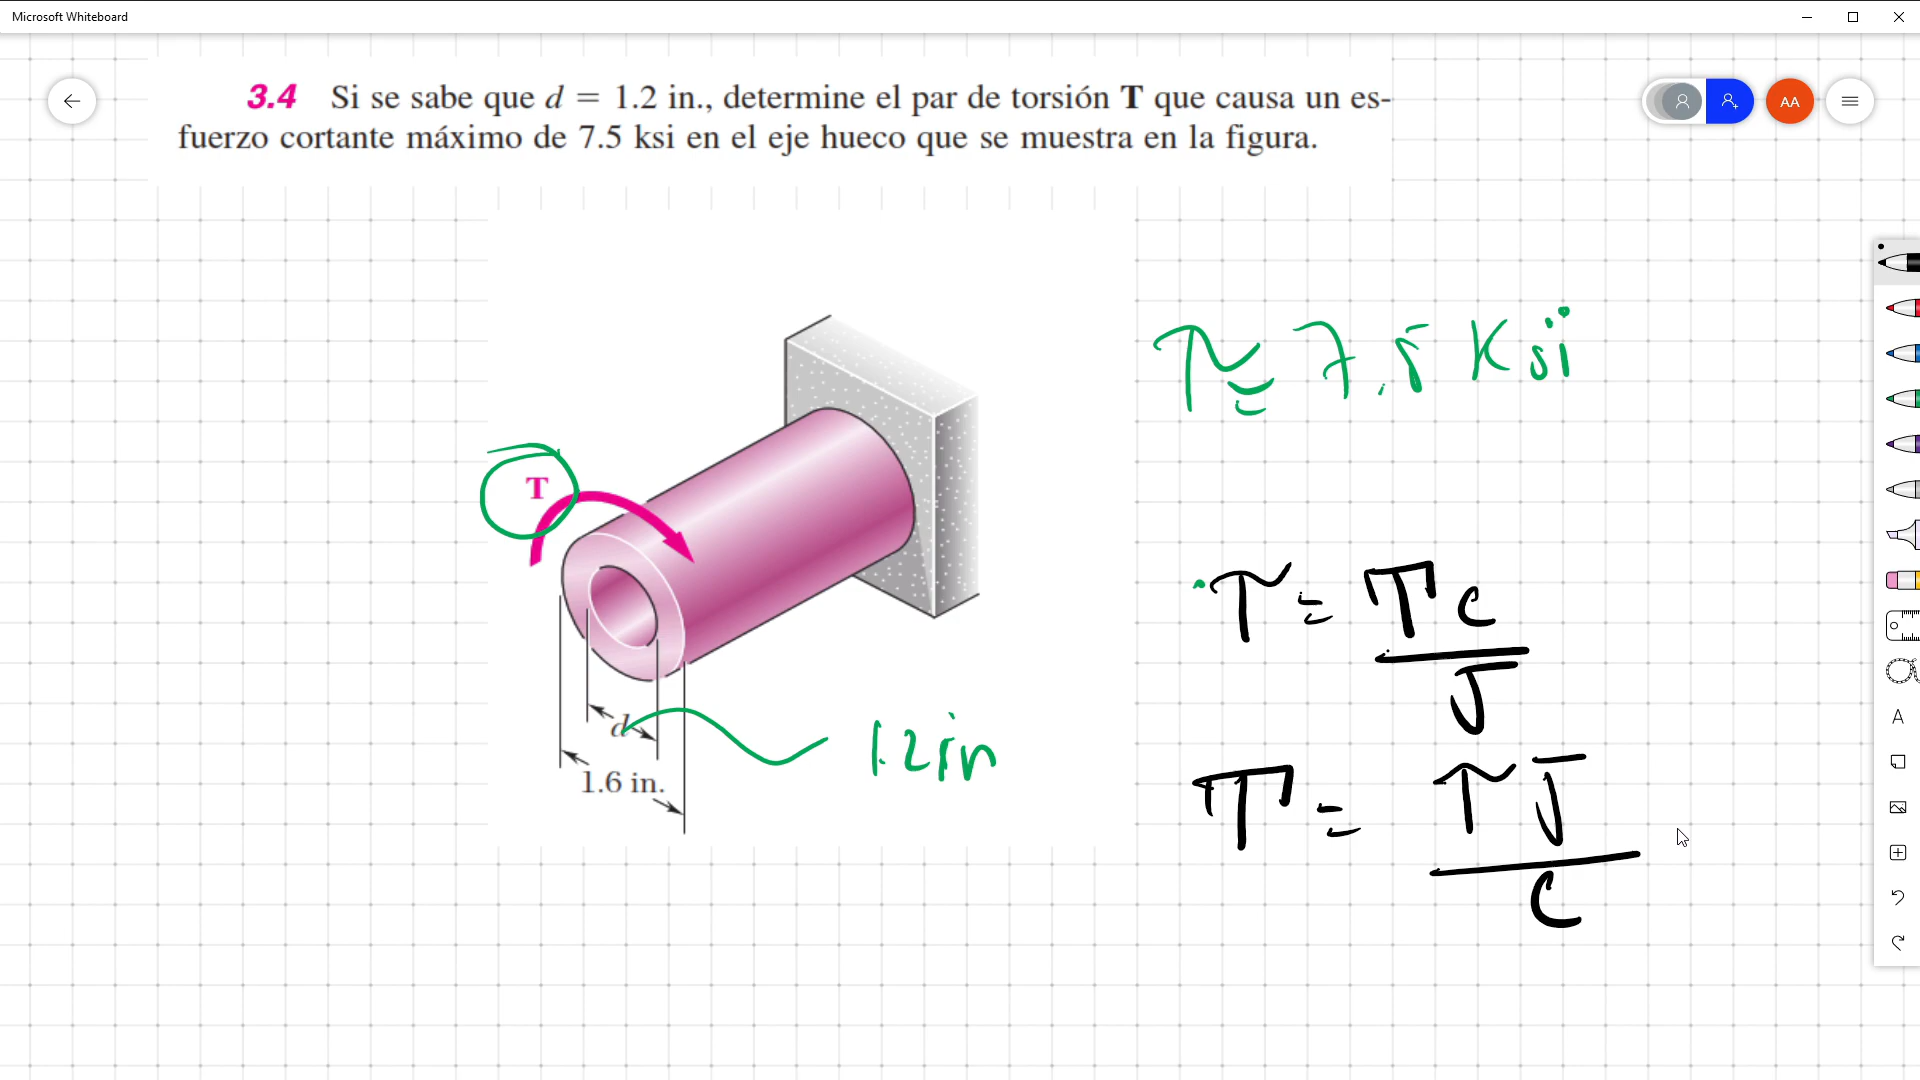 Microsoft Whiteboard
3.4 Si se sabe que d = 1.2 in., determine el par de torsión T que causa un es-
fuerzo cortante máximo de 7.5 ksi en el eje hueco que se muestra en la figura.
AA
τ = 7.5 Ksi
T
τ = Tc
J
d
1.2 in
1.6 in.
T = τJ
c
A